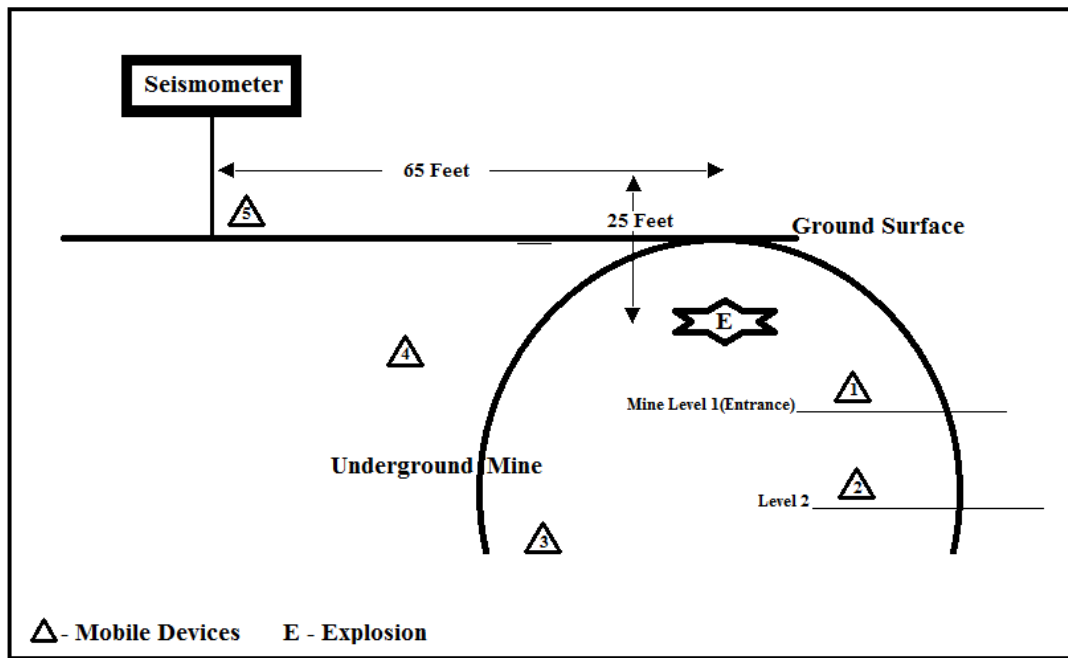 Seismometer
65 Feet
5
25 Feet
Ground Surface
E
4
1
Mine Level 1(Entrance)
Underground Mine
2
Level 2
3
- Mobile Devices E - Explosion